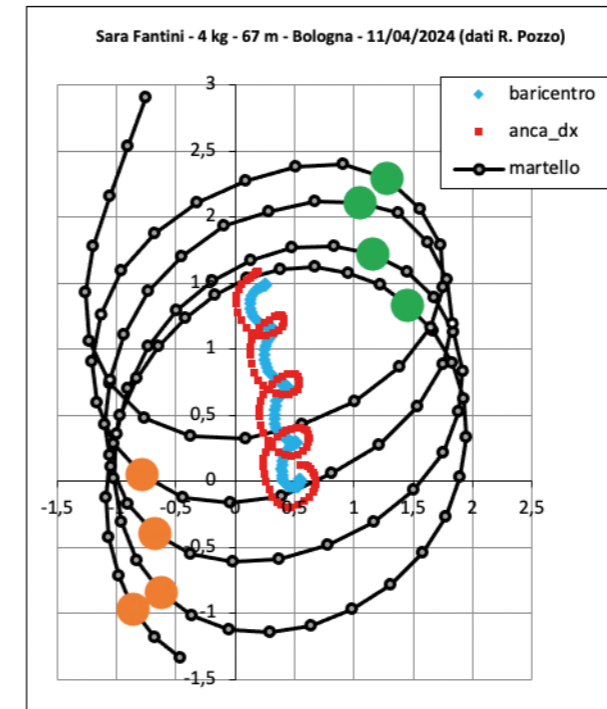 Sara Fantini - 4 kg - 67 m - Bologna - 11/04/2024 (dati R. Pozzo)
baricentro
anca_dx
martello
3
2,5
2
1,5
1
0,5
0
-1,5 -1 -0,5 0 0,5 1 1,5 2 2,5
-0,5
-1
-1,5